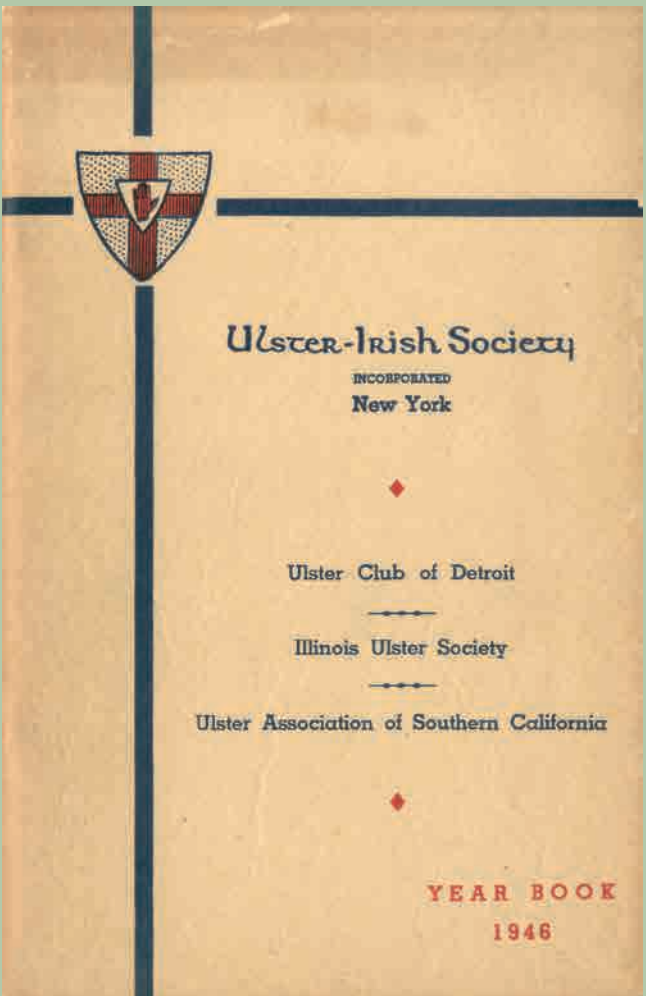 Ulster-Irish Society
INCORPORATED
New York
Ulster Club of Detroit
Illinois Ulster Society
Ulster Association of Southern California
YEAR BOOK
1946